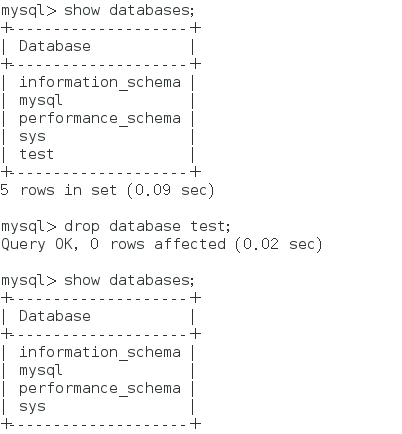 mysql> show databases;
+--------------------+
| Database           |
+--------------------+
| information_schema |
| mysql              |
| performance_schema |
| sys                |
| test               |
+--------------------+
5 rows in set (0.09 sec)
mysql> drop database test;
Query OK, 0 rows affected (0.02 sec)
mysql> show databases;
+--------------------+
| Database           |
+--------------------+
| information_schema |
| mysql              |
| performance_schema |
| sys                |
+--------------------+